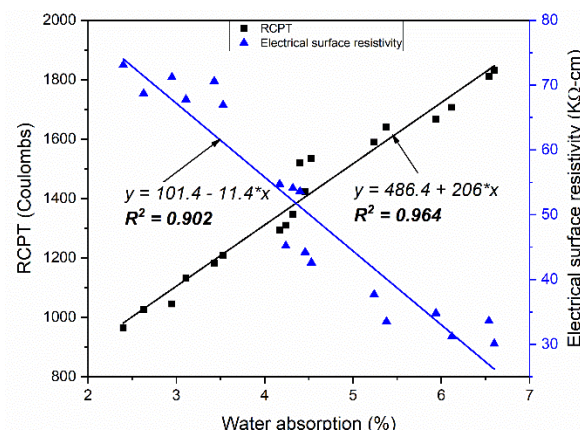 RCPT
Electrical surface resistivity
2000
1800
1600
1400
1200
1000
800
RCPT (Coulombs)
y = 101.4 - 11.4*x
R² = 0.902
y = 486.4 + 206*x
R² = 0.964
80
70
60
50
40
30
Electrical surface resistivity (KΩ-cm)
2 3 4 5 6 7
Water absorption (%)